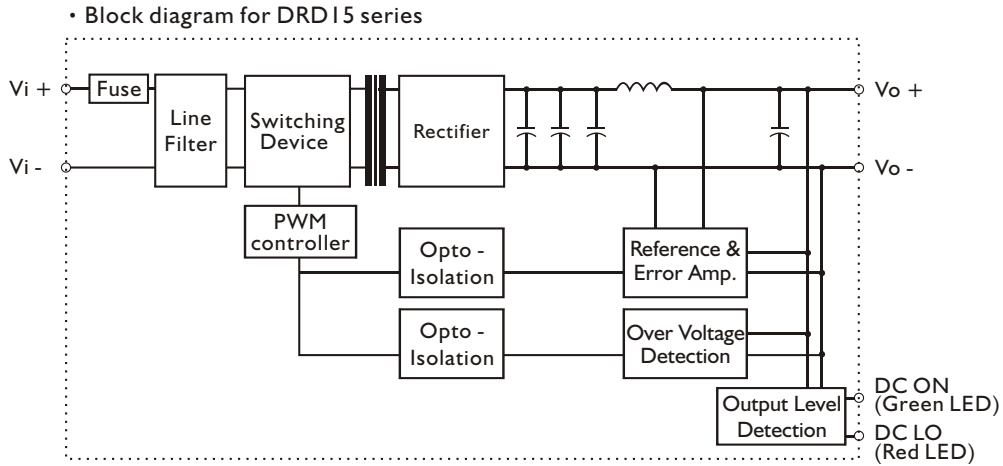 • Block diagram for DRD15 series
Vi +
Fuse
Line
Filter
Switching
Device
Rectifier
Vo +
Vi -
Vo -
PWM
controller
Opto -
Isolation
Reference &
Error Amp.
Opto -
Isolation
Over Voltage
Detection
Output Level
Detection
DC ON
(Green LED)
DC LO
(Red LED)